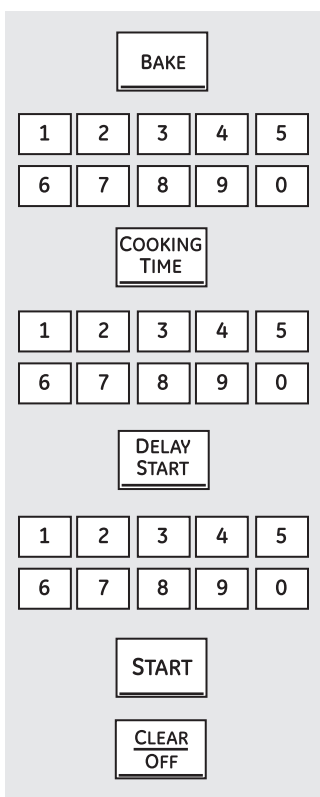 BAKE
1 2 3 4 5
6 7 8 9 0
COOKING
TIME
1 2 3 4 5
6 7 8 9 0
DELAY
START
1 2 3 4 5
6 7 8 9 0
START
CLEAR
OFF